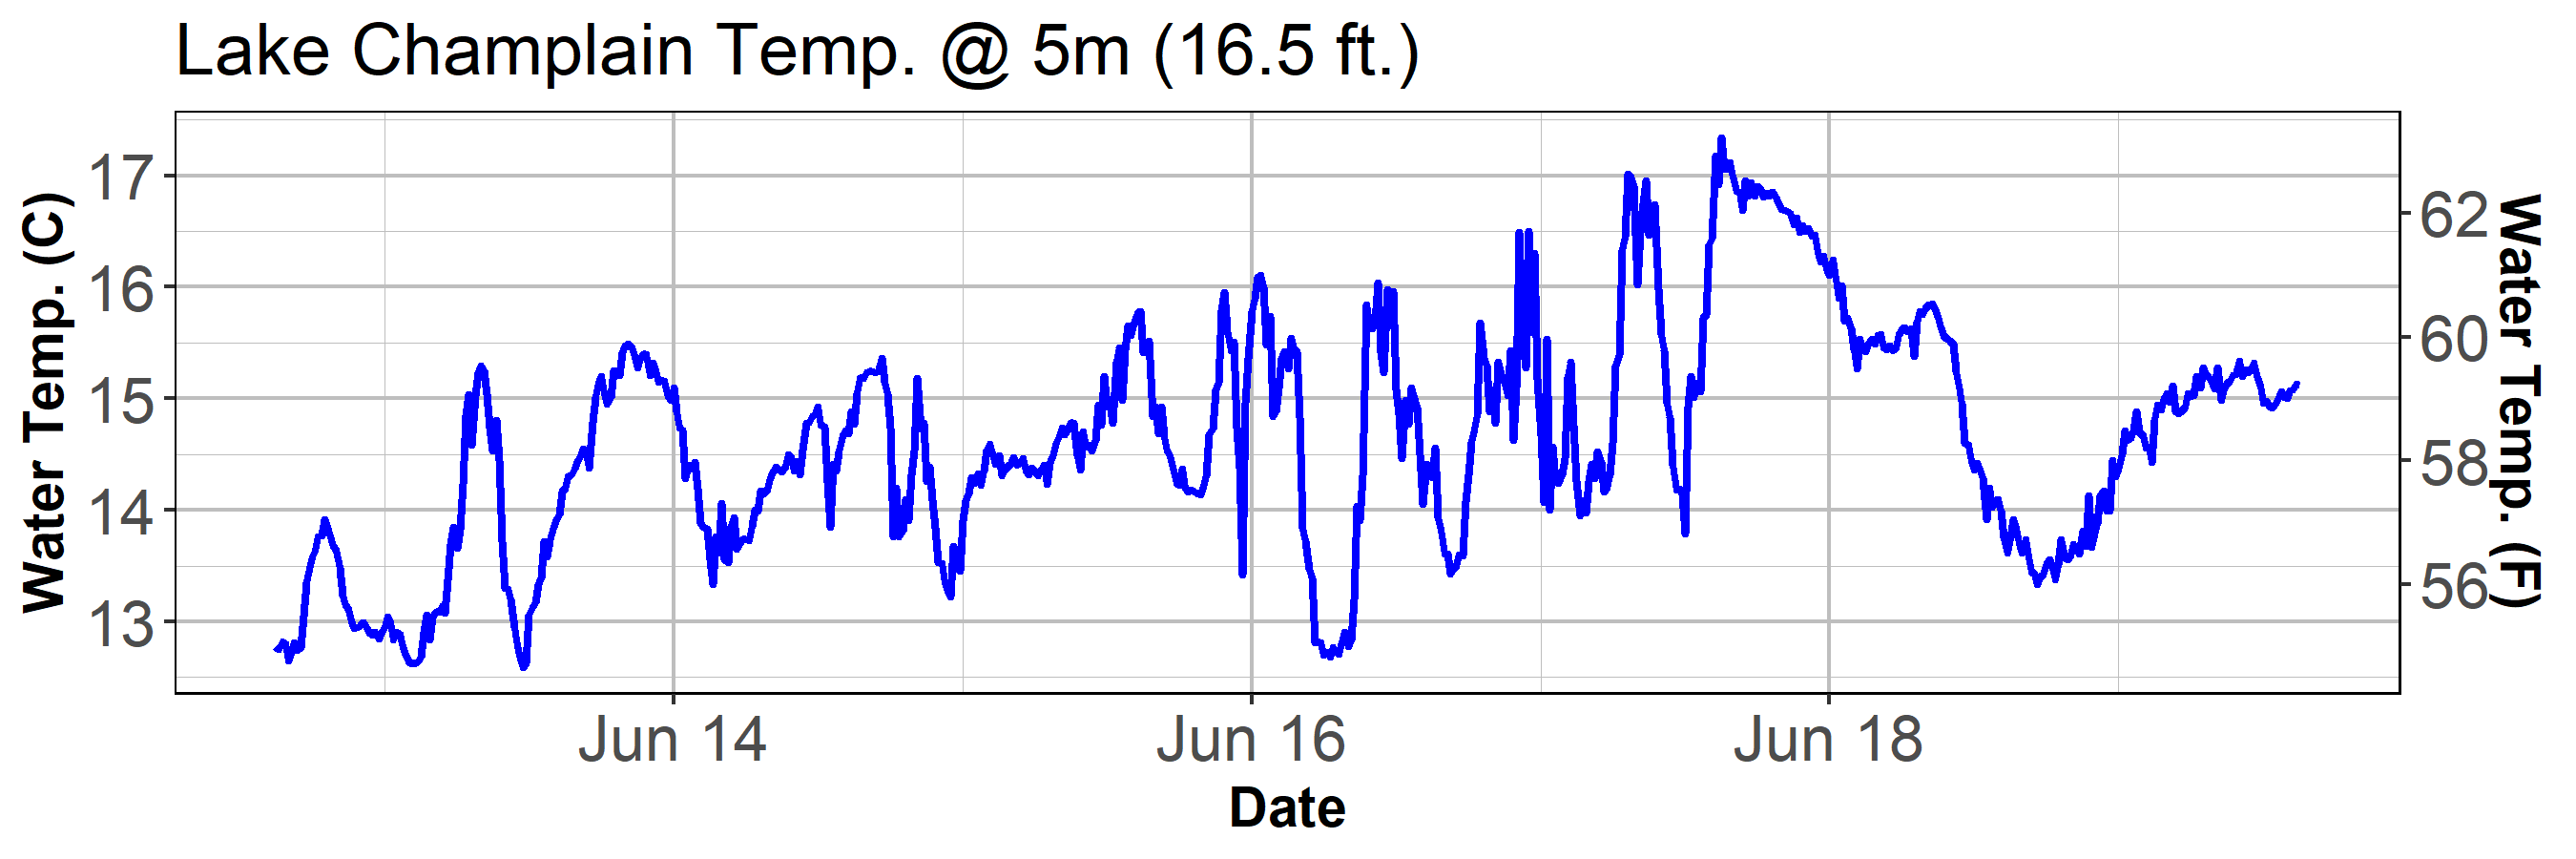 Lake Champlain Temp. @ 5m (16.5 ft.)
Water Temp. (C)
17
16
15
14
13
62
60
58
56
Water Temp. (F)
Jun 14
Jun 16
Jun 18
Date